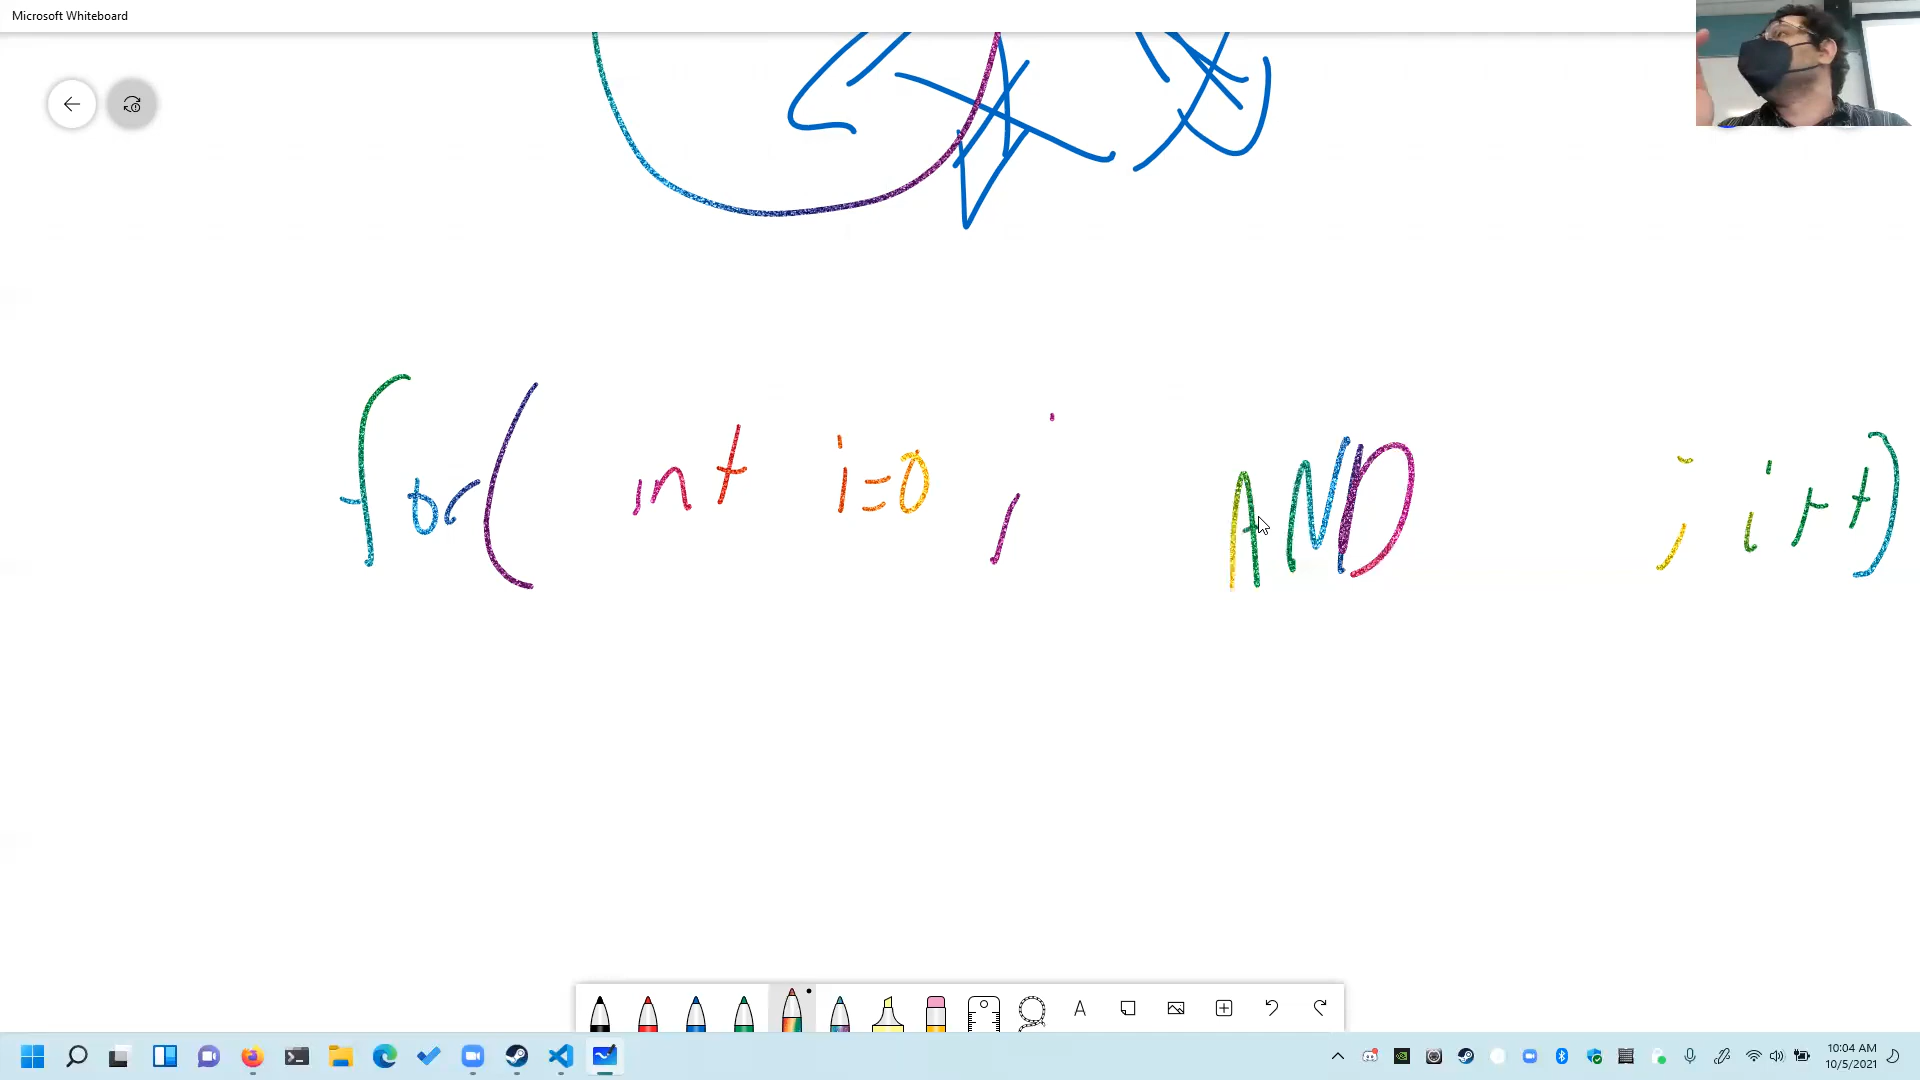 Microsoft Whiteboard
for( int i=0 ; AND ; i++)
A
10:04 AM
10/5/2021